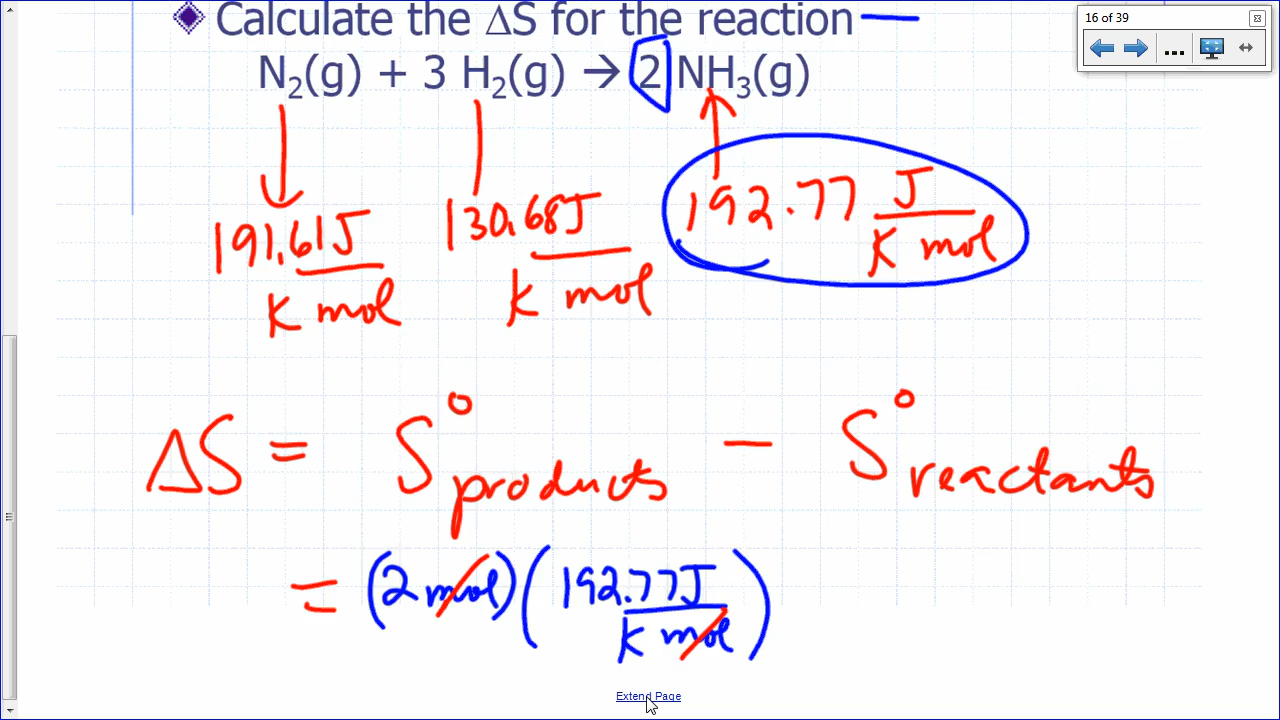 Calculate the ΔS for the reaction
16 of 39
N₂(g) + 3 H₂(g) → 2 NH₃(g)
191.61J 130.68J 192.77 J
K mol K mol K mol
ΔS = S°products − S°reactants
= (2 mol) (192.77J
K mol)
Extend Page